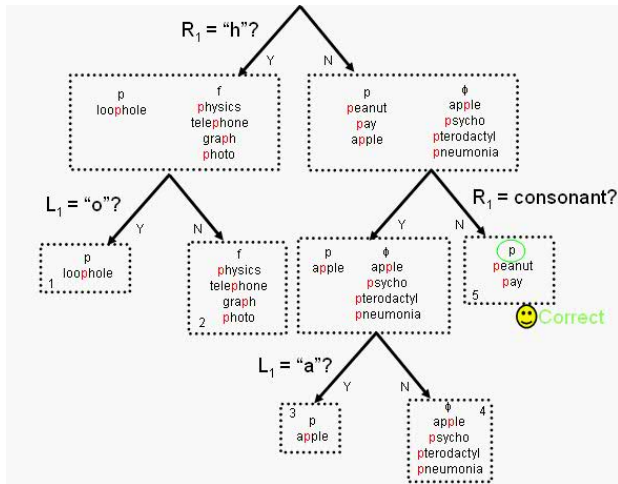 R1 = “h”?
Y
N
p
loophole
f
physics
telephone
graph
photo
p
peanut
pay
apple
ϕ
apple
psycho
pterodactyl
pneumonia
L1 = “o”?
Y
N
R1 = consonant?
Y
N
p
loophole
1
f
physics
telephone
graph
photo
2
p
apple
ϕ
apple
psycho
pterodactyl
pneumonia
p
peanut
pay
5
Correct
L1 = “a”?
Y
N
3
p
apple
ϕ
4
apple
psycho
pterodactyl
pneumonia